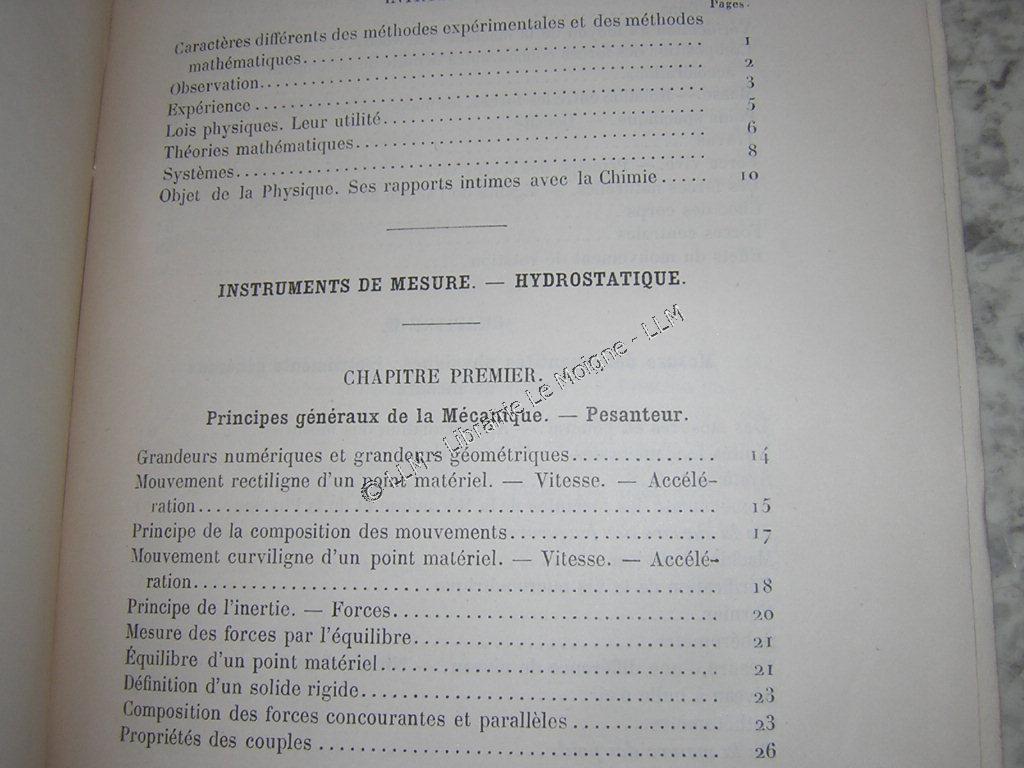 Pages.
Caractères différents des méthodes expérimentales et des méthodes
mathématiques.......... 1
Observation.......... 2
Expérience.......... 3
Lois physiques. Leur utilité.......... 5
Théories mathématiques.......... 6
Systèmes.......... 8
Objet de la Physique. Ses rapports intimes avec la Chimie..... 10
INSTRUMENTS DE MESURE. — HYDROSTATIQUE.
CHAPITRE PREMIER.
Principes généraux de la Mécanique. — Pesanteur.
Grandeurs numériques et grandeurs géométriques.......... 14
Mouvement rectiligne d'un point matériel. — Vitesse. — Accélé-
ration.......... 15
Principe de la composition des mouvements.......... 17
Mouvement curviligne d'un point matériel. — Vitesse. — Accélé-
ration.......... 18
Principe de l'inertie. — Forces.......... 20
Mesure des forces par l'équilibre.......... 21
Équilibre d'un point matériel.......... 21
Définition d'un solide rigide.......... 23
Composition des forces concourantes et parallèles.......... 23
Propriétés des couples.......... 26
© LLM - Librairie Le Moigne - LLM